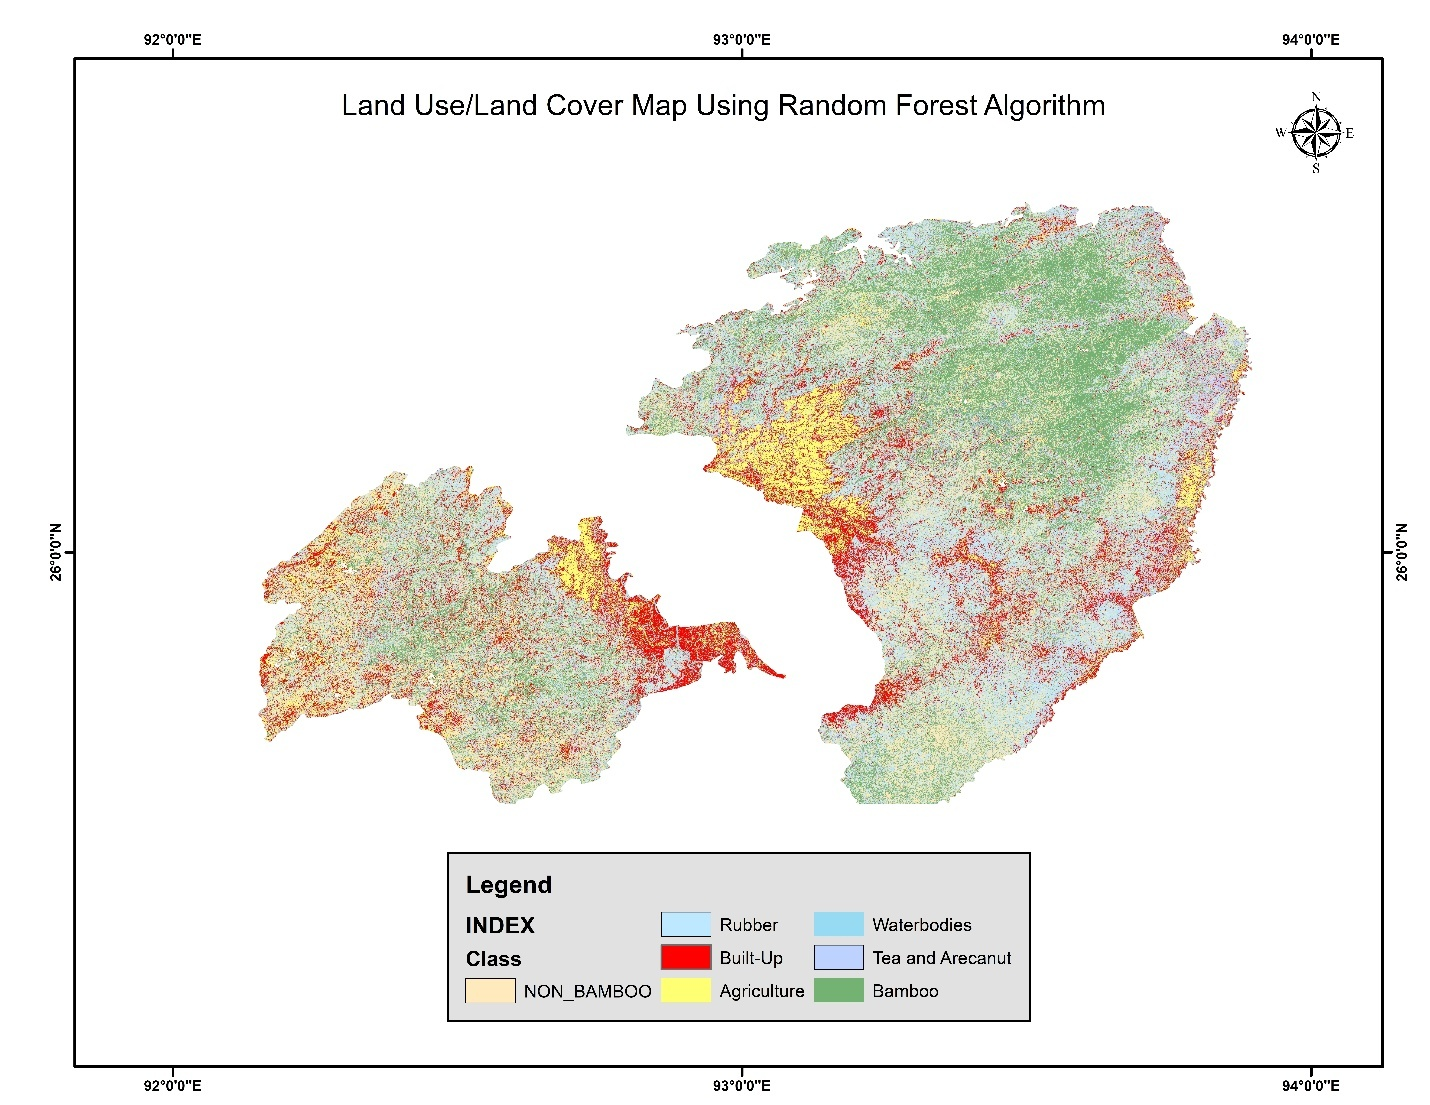 92°0'0"E 93°0'0"E 94°0'0"E
Land Use/Land Cover Map Using Random Forest Algorithm
N
W E
S
26°0'0"N 26°0'0"N
Legend
INDEX
Class
NON_BAMBOO
Rubber
Built-Up
Agriculture
Waterbodies
Tea and Arecanut
Bamboo
92°0'0"E 93°0'0"E 94°0'0"E